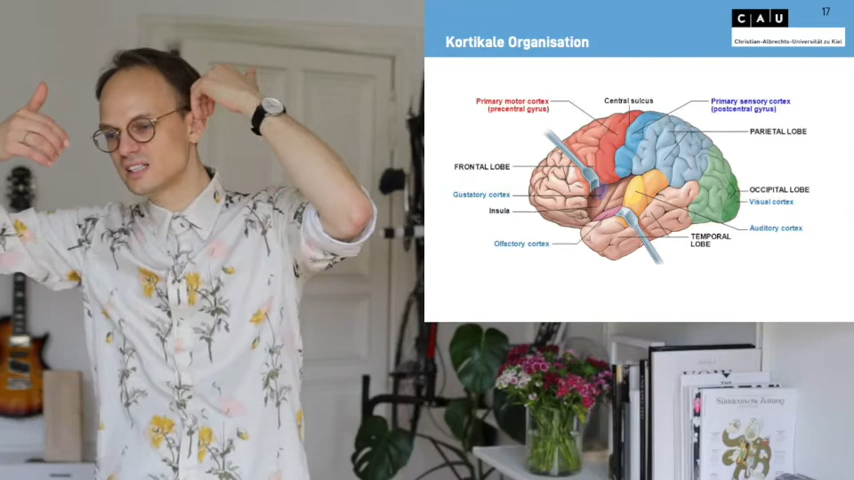 17
CAU
Christian-Albrechts-Universität zu Kiel
Kortikale Organisation
Primary motor cortex
(precentral gyrus)
Central sulcus
Primary sensory cortex
(postcentral gyrus)
PARIETAL LOBE
FRONTAL LOBE
Gustatory cortex
Insula
Olfactory cortex
OCCIPITAL LOBE
Visual cortex
Auditory cortex
TEMPORAL
LOBE
Süddeutsche Zeitung